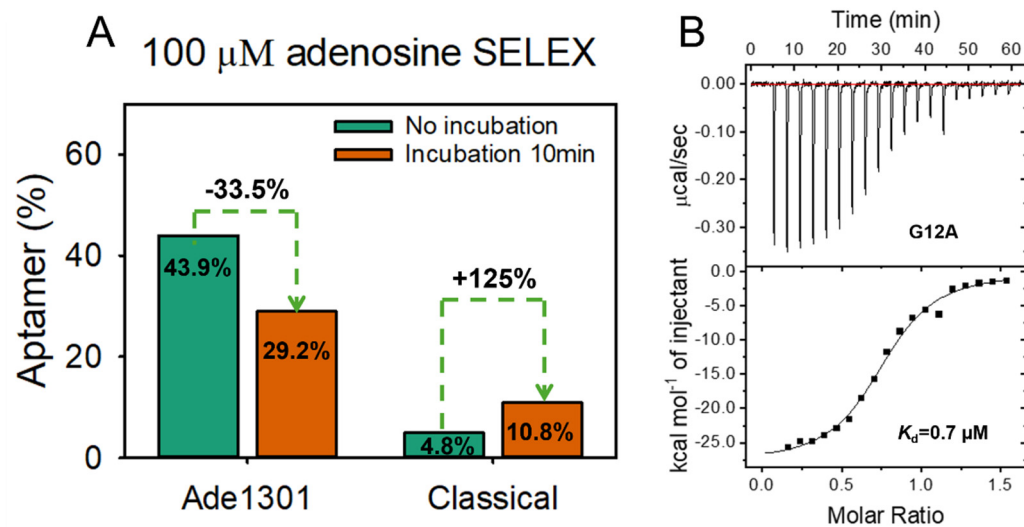 A
100 μM adenosine SELEX
No incubation
Incubation 10min
Aptamer (%)
60
40
20
0
-33.5%
43.9%
29.2%
+125%
4.8%
10.8%
Ade1301
Classical
B
Time (min)
0 10 20 30 40 50 60
μcal/sec
0.00
-0.10
-0.20
-0.30
G12A
kcal mol⁻¹ of injectant
0.0
-5.0
-10.0
-15.0
-20.0
-25.0
Kd=0.7 μM
0.0 0.5 1.0 1.5
Molar Ratio